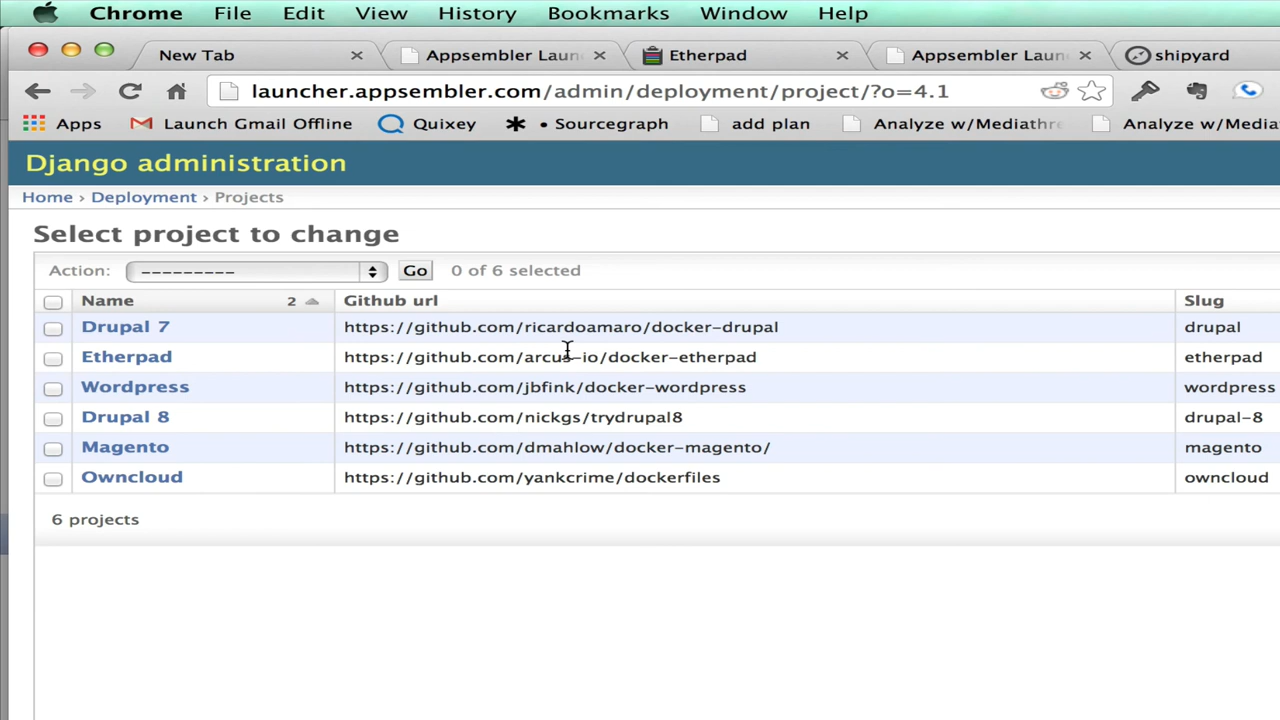 Chrome File Edit View History Bookmarks Window Help
New Tab Appsembler Laun Etherpad Appsembler Laun shipyard
launcher.appsembler.com/admin/deployment/project/?o=4.1
Apps Launch Gmail Offline Quixey • Sourcegraph add plan Analyze w/Mediathre Analyze w/Media
Django administration
Home › Deployment › Projects
Select project to change
Action: --------- Go 0 of 6 selected
Name 2 Github url Slug
Drupal 7 https://github.com/ricardoamaro/docker-drupal drupal
Etherpad https://github.com/arcus-io/docker-etherpad etherpad
Wordpress https://github.com/jbfink/docker-wordpress wordpress
Drupal 8 https://github.com/nickgs/trydrupal8 drupal-8
Magento https://github.com/dmahlow/docker-magento/ magento
Owncloud https://github.com/yankcrime/dockerfiles owncloud
6 projects